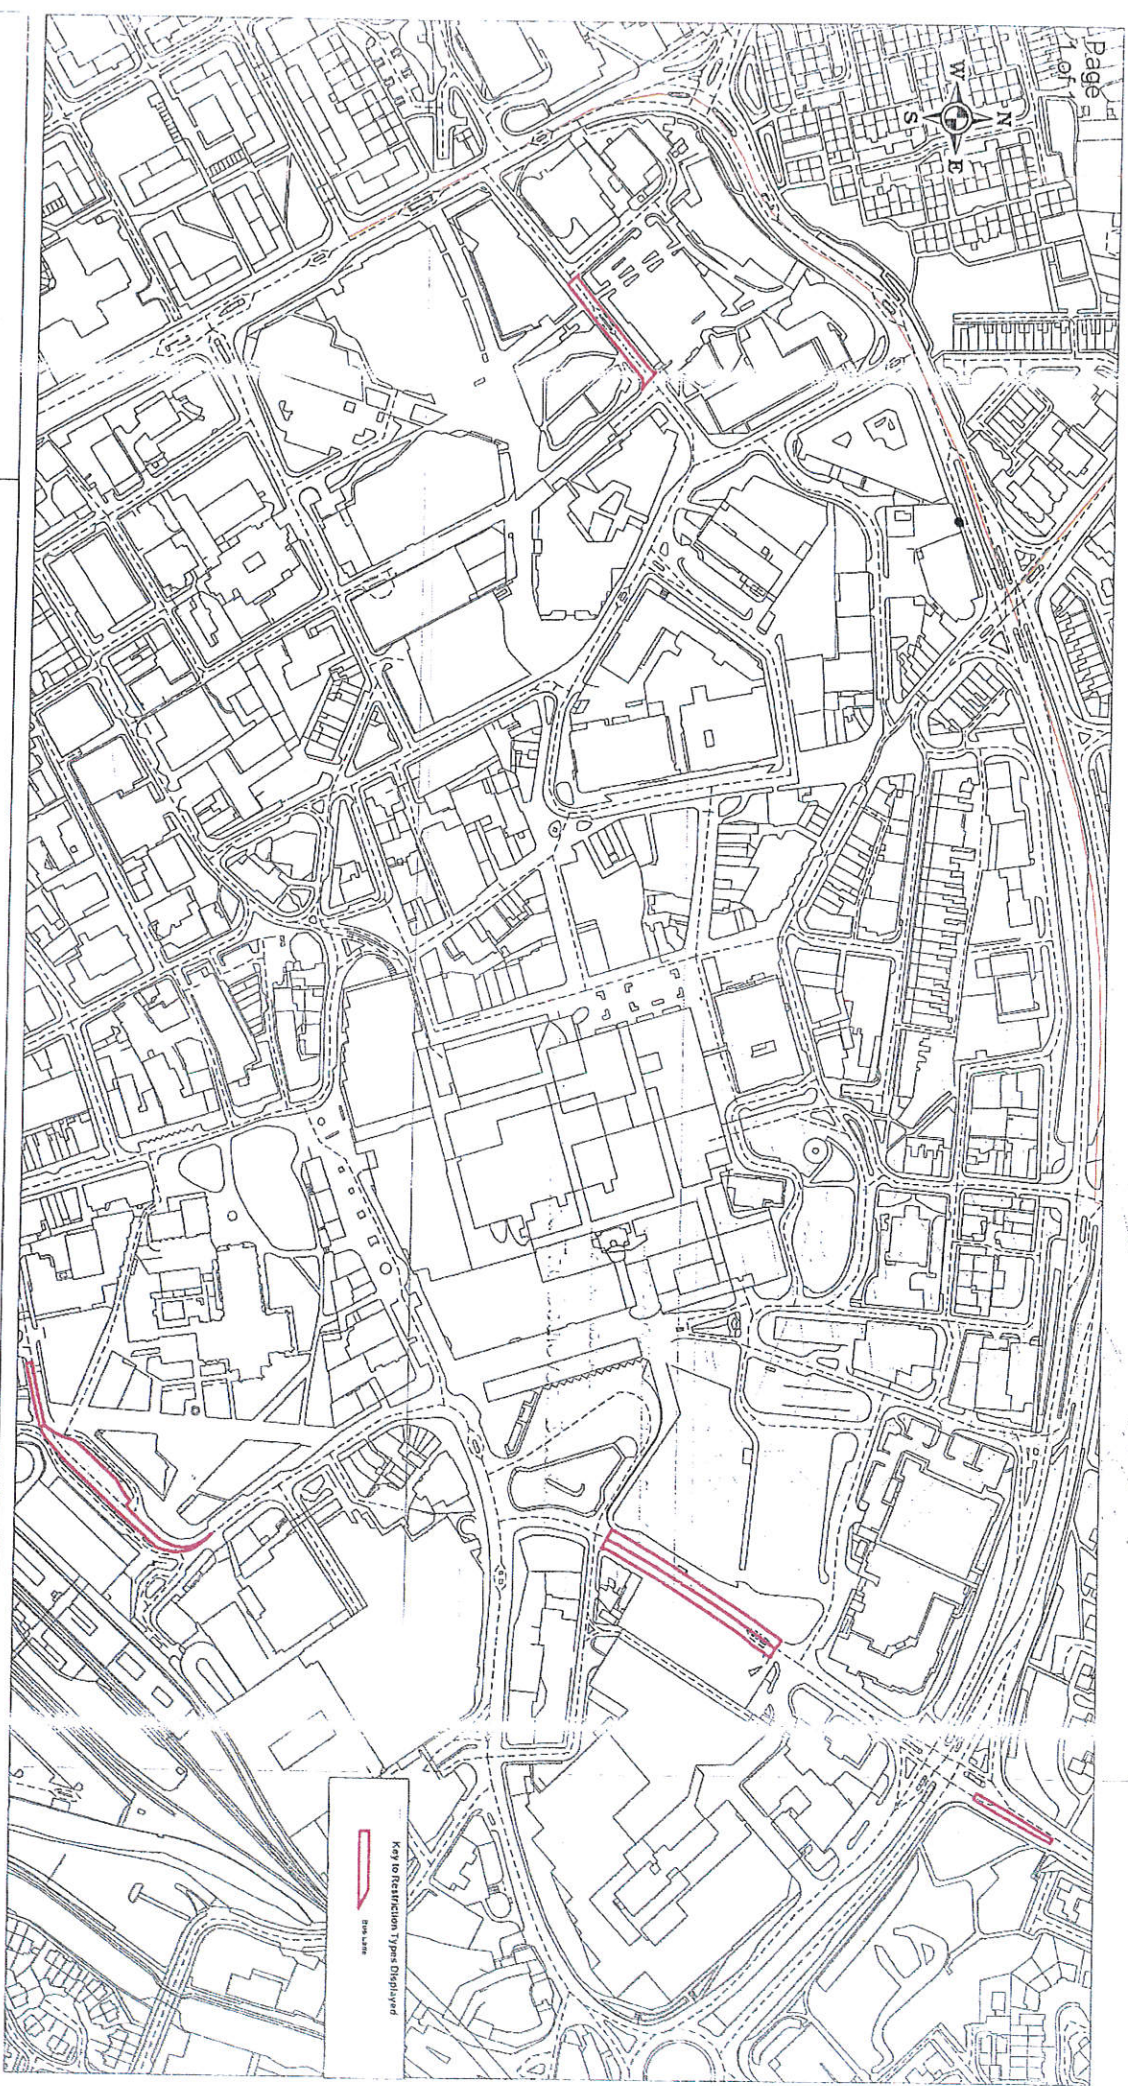 Page
1 of 1
N
W
E
S
Key to Restriction Types Displayed
Bus Lane